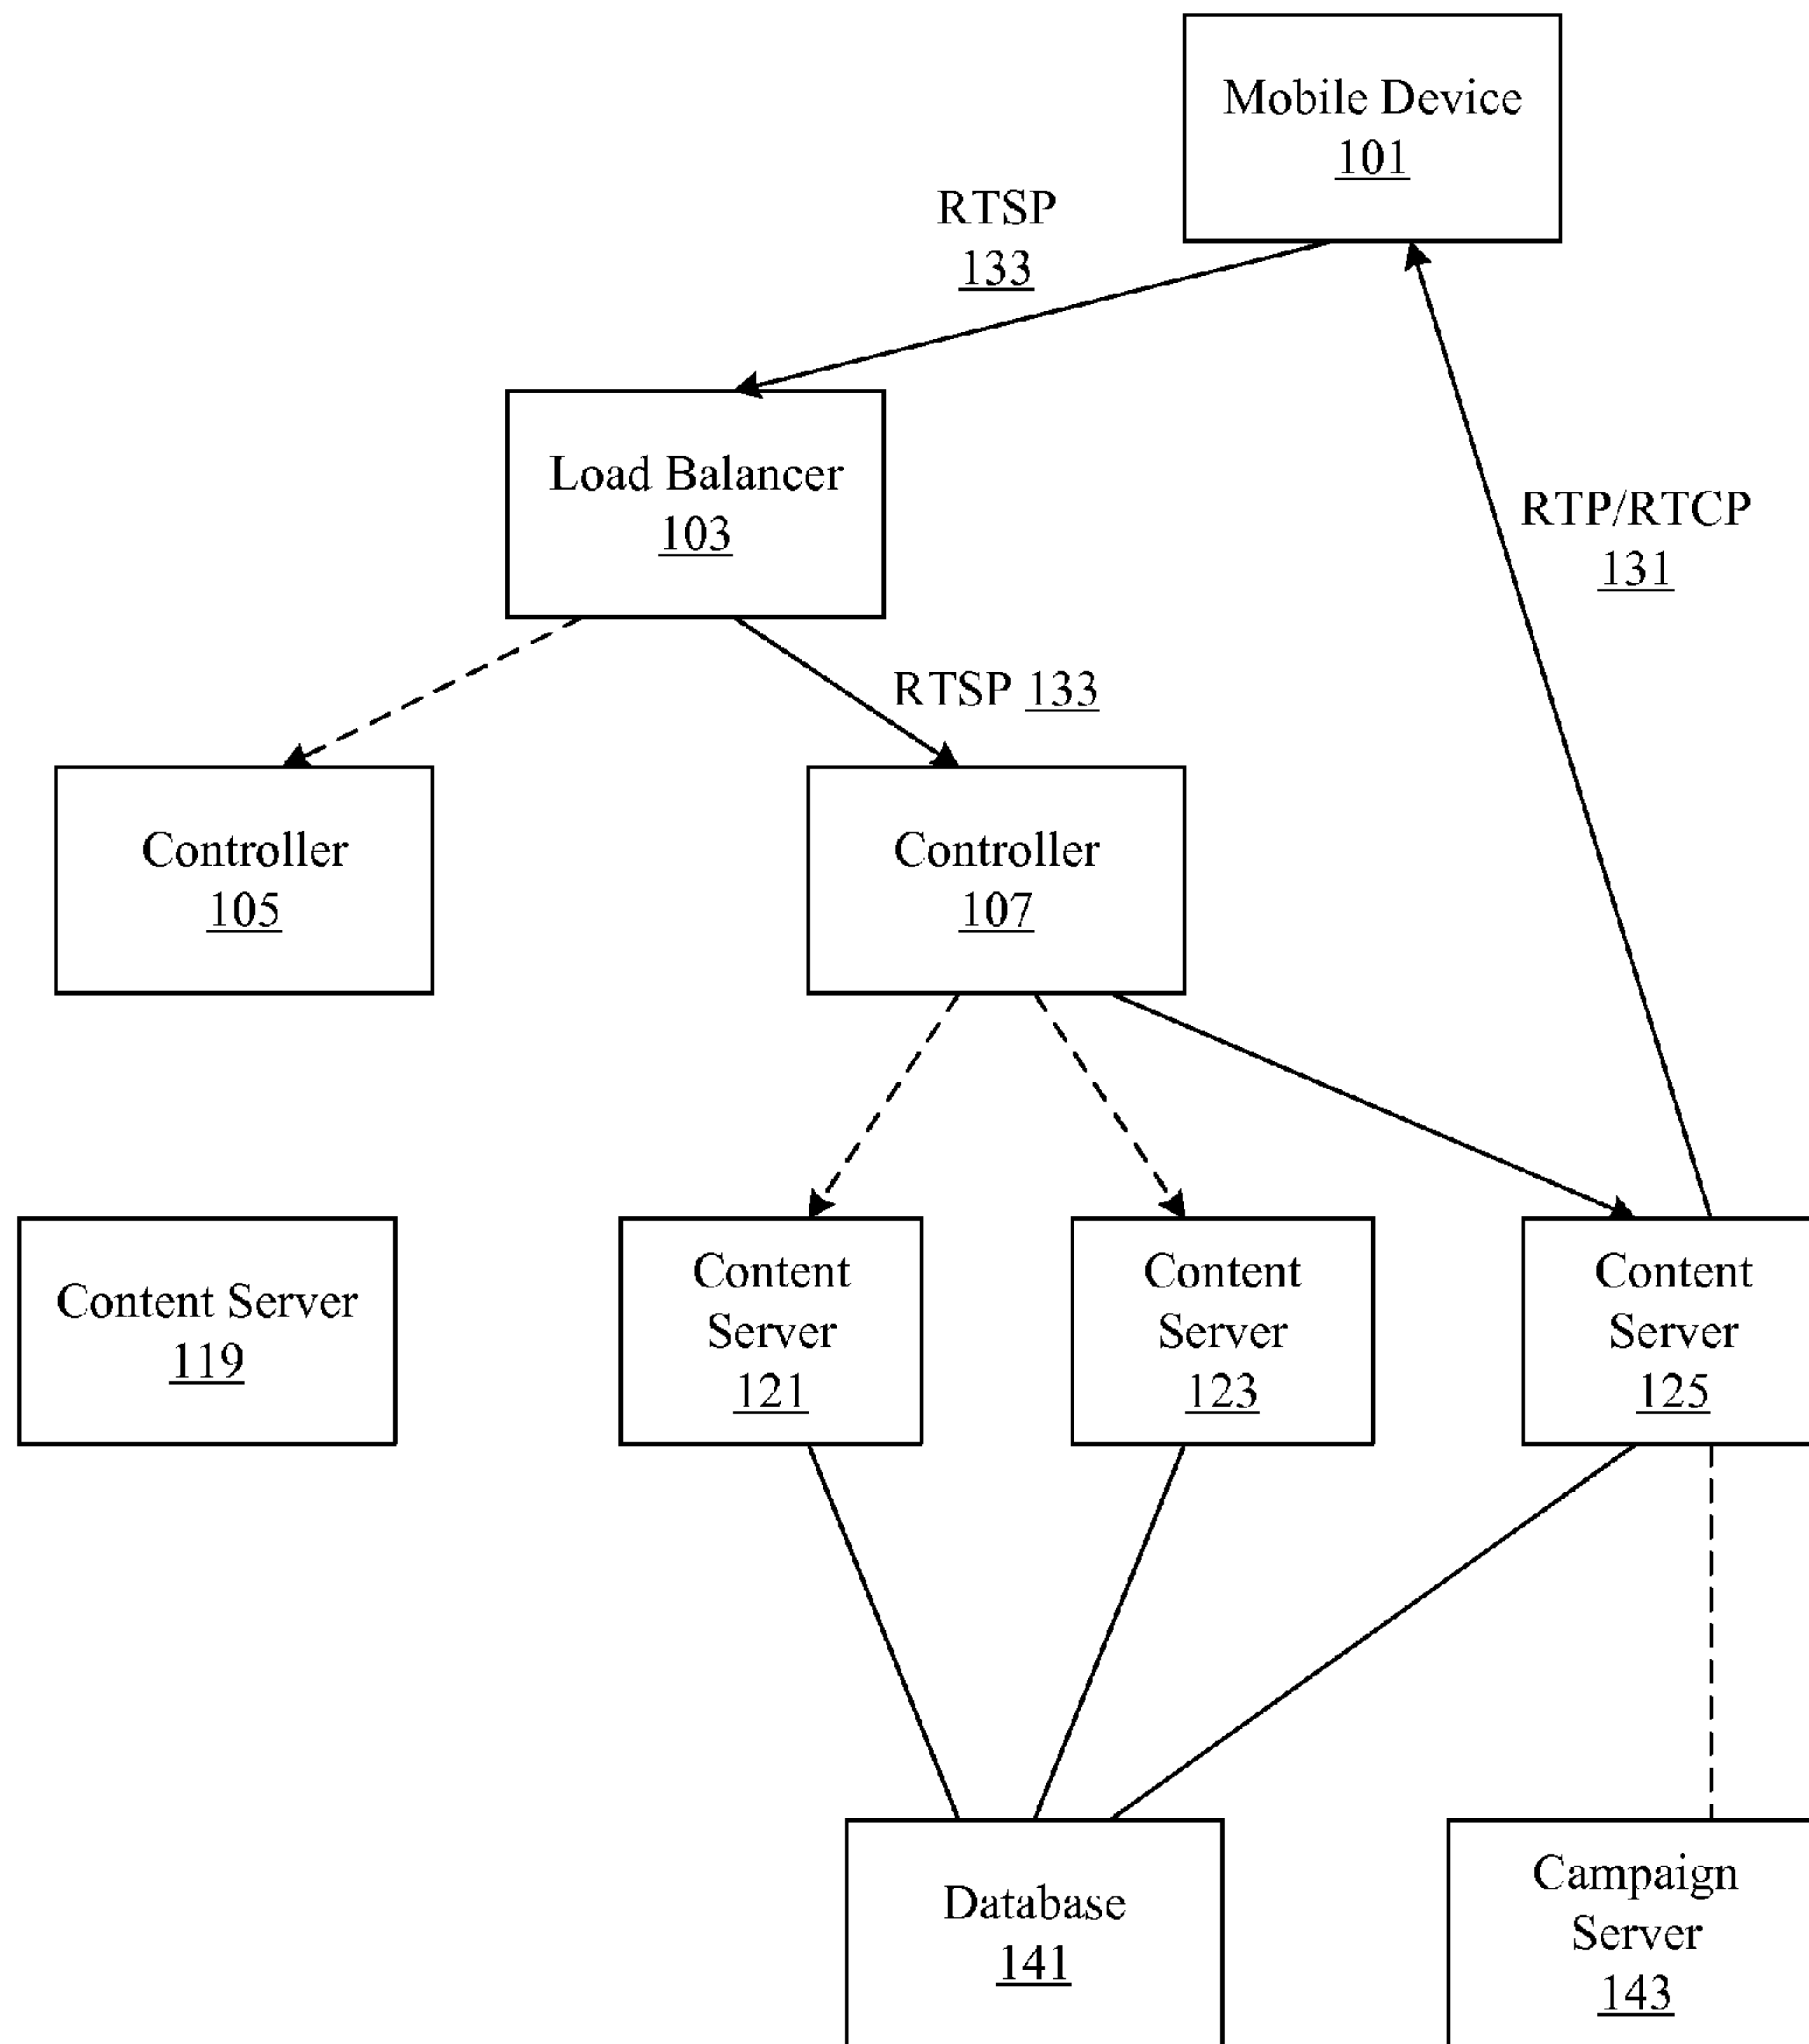 Mobile Device
101
RTSP
133
Load Balancer
103
RTP/RTCP
131
RTSP 133
Controller
105
Controller
107
Content Server
119
Content
Server
121
Content
Server
123
Content
Server
125
Database
141
Campaign
Server
143